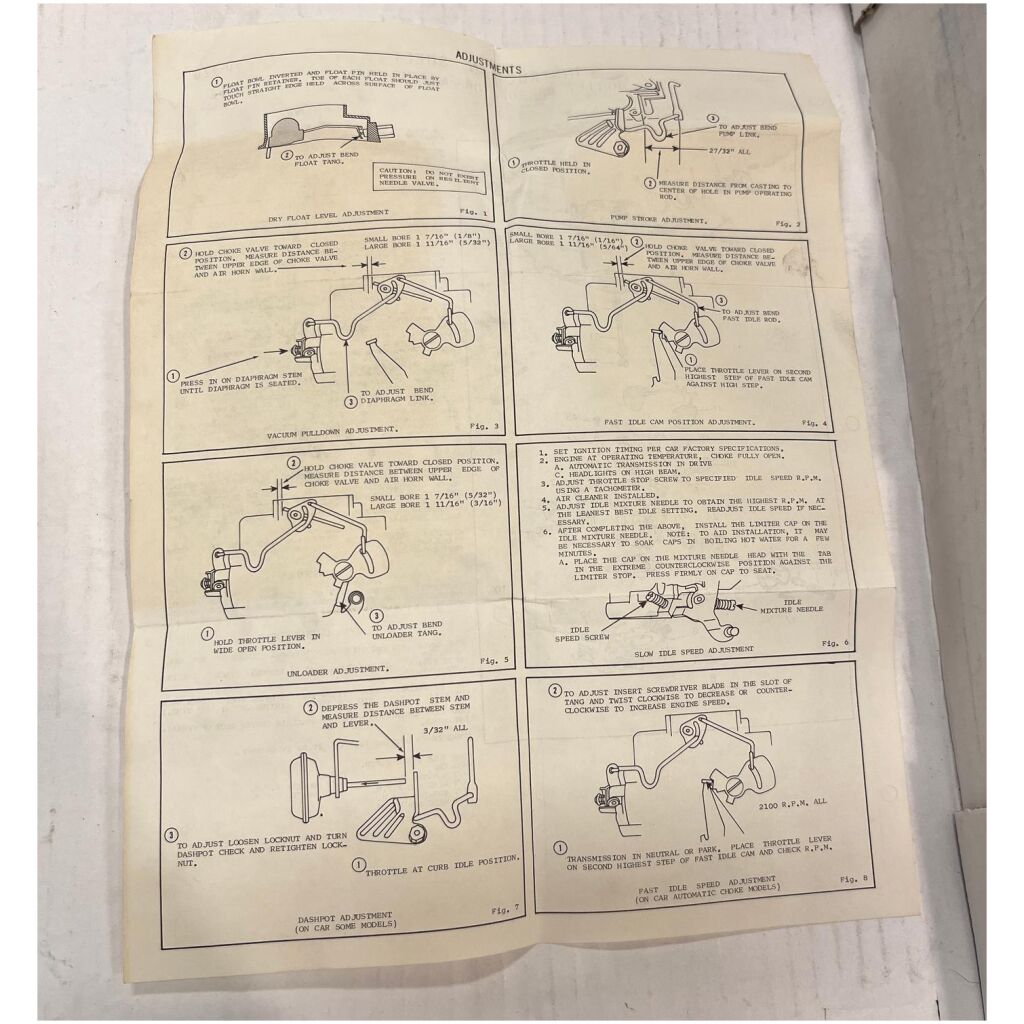 ADJUSTMENTS
1 FLOAT BOWL INVERTED AND FLOAT PIN HELD IN PLACE BY
FLOAT PIN RETAINER, TOE OF EACH FLOAT SHOULD JUST
TOUCH STRAIGHT EDGE HELD ACROSS SURFACE OF FLOAT
BOWL.
2 TO ADJUST BEND
FLOAT TANG.
CAUTION: DO NOT EXERT
PRESSURE ON RESILIENT
NEEDLE VALVE.
DRY FLOAT LEVEL ADJUSTMENT
Fig. 1
3 TO ADJUST BEND
PUMP LINK.
27/32" ALL
1 THROTTLE HELD IN
CLOSED POSITION.
2 MEASURE DISTANCE FROM CASTING TO
CENTER OF HOLE IN PUMP OPERATING
ROD.
PUMP STROKE ADJUSTMENT.
Fig. 2
2 HOLD CHOKE VALVE TOWARD CLOSED
POSITION. MEASURE DISTANCE BE-
TWEEN UPPER EDGE OF CHOKE VALVE
AND AIR HORN WALL.
SMALL BORE 1 7/16" (1/8")
LARGE BORE 1 11/16" (5/32")
1 PRESS IN ON DIAPHRAGM STEM
UNTIL DIAPHRAGM IS SEATED.
3 TO ADJUST BEND
DIAPHRAGM LINK.
VACUUM PULLDOWN ADJUSTMENT.
Fig. 3
SMALL BORE 1 7/16" (1/16")
LARGE BORE 1 11/16" (5/64")
2 HOLD CHOKE VALVE TOWARD CLOSED
POSITION. MEASURE DISTANCE BE-
TWEEN UPPER EDGE OF CHOKE VALVE
AND AIR HORN WALL.
3 TO ADJUST BEND
FAST IDLE ROD.
1 PLACE THROTTLE LEVER ON SECOND
HIGHEST STEP OF FAST IDLE CAM
AGAINST HIGH STEP.
FAST IDLE CAM POSITION ADJUSTMENT.
Fig. 4
2 HOLD CHOKE VALVE TOWARD CLOSED POSITION.
MEASURE DISTANCE BETWEEN UPPER EDGE OF
CHOKE VALVE AND AIR HORN WALL.
SMALL BORE 1 7/16" (5/32")
LARGE BORE 1 11/16" (3/16")
1 HOLD THROTTLE LEVER IN
WIDE OPEN POSITION.
3 TO ADJUST BEND
UNLOADER TANG.
UNLOADER ADJUSTMENT.
Fig. 5
1. SET IGNITION TIMING PER CAR FACTORY SPECIFICATIONS.
2. ENGINE AT OPERATING TEMPERATURE, CHOKE FULLY OPEN.
A. AUTOMATIC TRANSMISSION IN DRIVE
C. HEADLIGHTS ON HIGH BEAM.
3. ADJUST THROTTLE STOP SCREW TO SPECIFIED IDLE SPEED R.P.M.
USING A TACHOMETER.
4. AIR CLEANER INSTALLED.
5. ADJUST IDLE MIXTURE NEEDLE TO OBTAIN THE HIGHEST R.P.M. AT
THE LEANEST BEST IDLE SETTING. READJUST IDLE SPEED IF NEC-
ESSARY.
6. AFTER COMPLETING THE ABOVE, INSTALL THE LIMITER CAP ON THE
IDLE MIXTURE NEEDLE. NOTE: TO AID INSTALLATION, IT MAY
BE NECESSARY TO SOAK CAPS IN BOILING HOT WATER FOR A FEW
MINUTES.
A. PLACE THE CAP ON THE MIXTURE NEEDLE HEAD WITH THE TAB
IN THE EXTREME COUNTERCLOCKWISE POSITION AGAINST THE
LIMITER STOP. PRESS FIRMLY ON CAP TO SEAT.
IDLE
SPEED SCREW
IDLE
MIXTURE NEEDLE
SLOW IDLE SPEED ADJUSTMENT
Fig. 6
2 DEPRESS THE DASHPOT STEM AND
MEASURE DISTANCE BETWEEN STEM
AND LEVER.
3/32" ALL
3 TO ADJUST LOOSEN LOCKNUT AND TURN
DASHPOT CHECK AND RETIGHTEN LOCK-
NUT.
1 THROTTLE AT CURB IDLE POSITION.
DASHPOT ADJUSTMENT
(ON CAR SOME MODELS)
Fig. 7
2 TO ADJUST INSERT SCREWDRIVER BLADE IN THE SLOT OF
TANG AND TWIST CLOCKWISE TO DECREASE OR COUNTER-
CLOCKWISE TO INCREASE ENGINE SPEED.
2100 R.P.M. ALL
1 TRANSMISSION IN NEUTRAL OR PARK. PLACE THROTTLE LEVER
ON SECOND HIGHEST STEP OF FAST IDLE CAM AND CHECK R.P.M.
FAST IDLE SPEED ADJUSTMENT
(ON CAR AUTOMATIC CHOKE MODELS)
Fig. 8